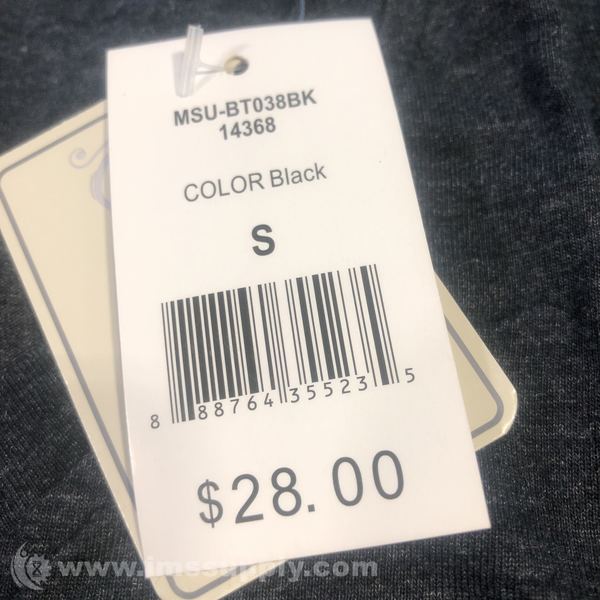 MSU-BT038BK
14368
COLOR Black
S
8 88764 35523 5
$28.00
www.imssupply.com